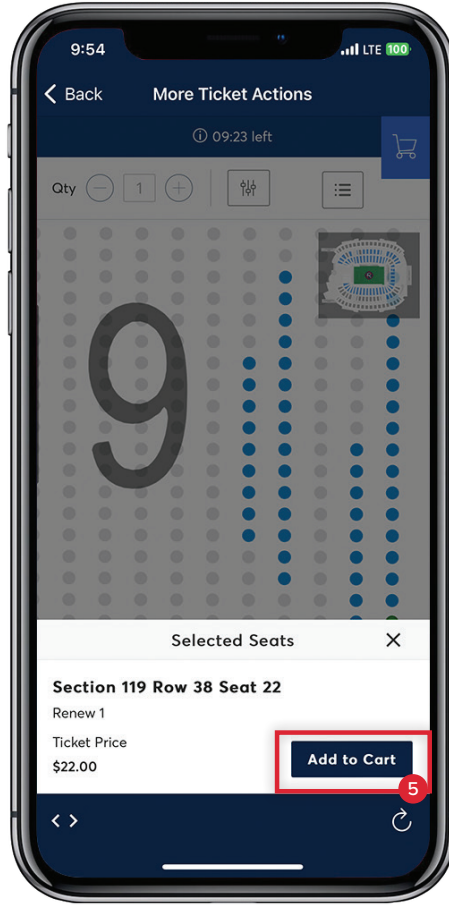 9:54
LTE 100
Back
More Ticket Actions
09:23 left
Qty 1
9
Selected Seats
Section 119 Row 38 Seat 22
Renew 1
Ticket Price
$22.00
Add to Cart
5